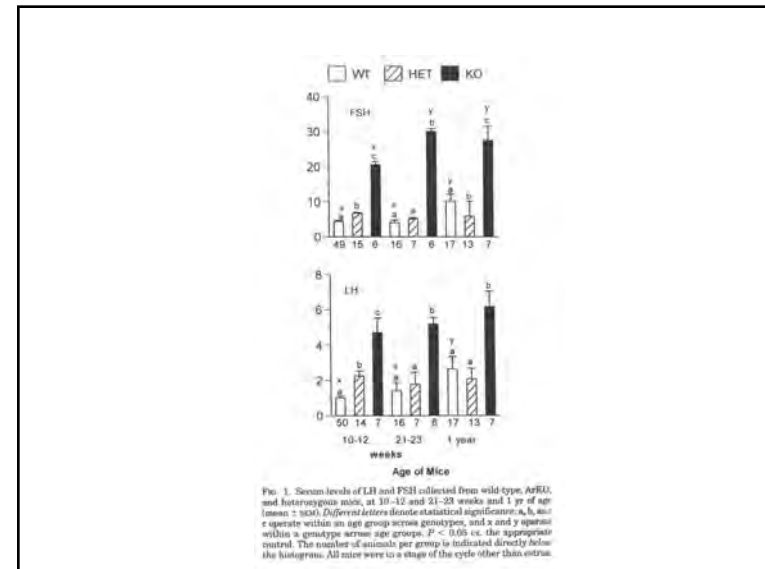 Wt HET KO
40
FSH
30
20
10
0
x a b x c x a a y b y a b y c
49 15 6 16 7 6 17 13 7
8
LH
6
4
2
0
x a b c x a a b y a a b
50 14 7 16 7 6 17 13 7
10-12 21-23 1 year
weeks
Age of Mice
FIG. 1. Serum levels of LH and FSH collected from wild-type, ArKO,
and heterozygous mice, at 10–12 and 21–23 weeks and 1 yr of age
(mean ± SEM). Different letters denote statistical significance: a, b, and
c operate within an age group across genotypes, and x and y operate
within a genotype across age groups. P < 0.05 vs. the appropriate
control. The number of animals per group is indicated directly below
the histogram. All mice were in a stage of the cycle other than estrus.